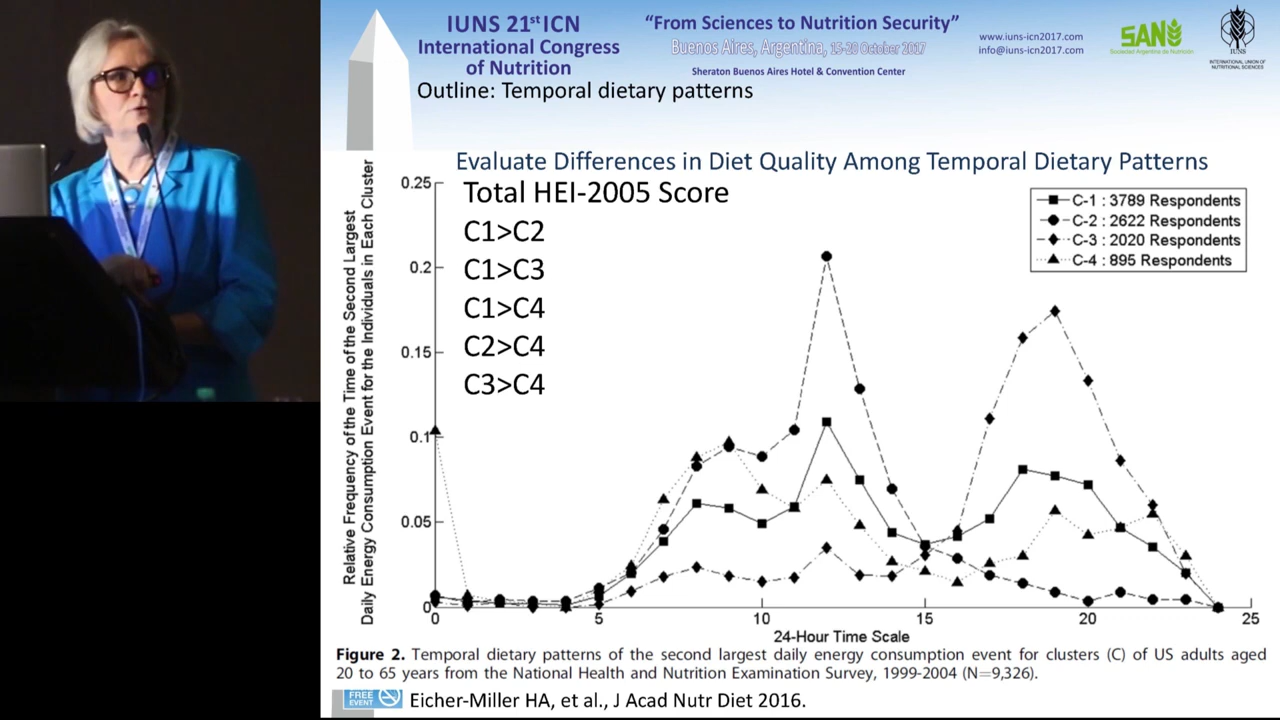 IUNS 21st ICN
International Congress
of Nutrition
"From Sciences to Nutrition Security"
Buenos Aires, Argentina, 15-20 October 2017
Sheraton Buenos Aires Hotel & Convention Center
www.iuns-icn2017.com
info@iuns-icn2017.com
SAN
Sociedad Argentina de Nutrición
IUNS
INTERNATIONAL UNION OF
NUTRITIONAL SCIENCES
Outline: Temporal dietary patterns
Evaluate Differences in Diet Quality Among Temporal Dietary Patterns
Total HEI-2005 Score
C1>C2
C1>C3
C1>C4
C2>C4
C3>C4
C-1 : 3789 Respondents
C-2 : 2622 Respondents
C-3 : 2020 Respondents
C-4 : 895 Respondents
Relative Frequency of the Time of the Second Largest
Daily Energy Consumption Event for the Individuals in Each Cluster
0.25
0.2
0.15
0.1
0.05
0
0 5 10 15 20 25
24-Hour Time Scale
Figure 2. Temporal dietary patterns of the second largest daily energy consumption event for clusters (C) of US adults aged
20 to 65 years from the National Health and Nutrition Examination Survey, 1999-2004 (N=9,326).
FREE
EVENT
Eicher-Miller HA, et al., J Acad Nutr Diet 2016.